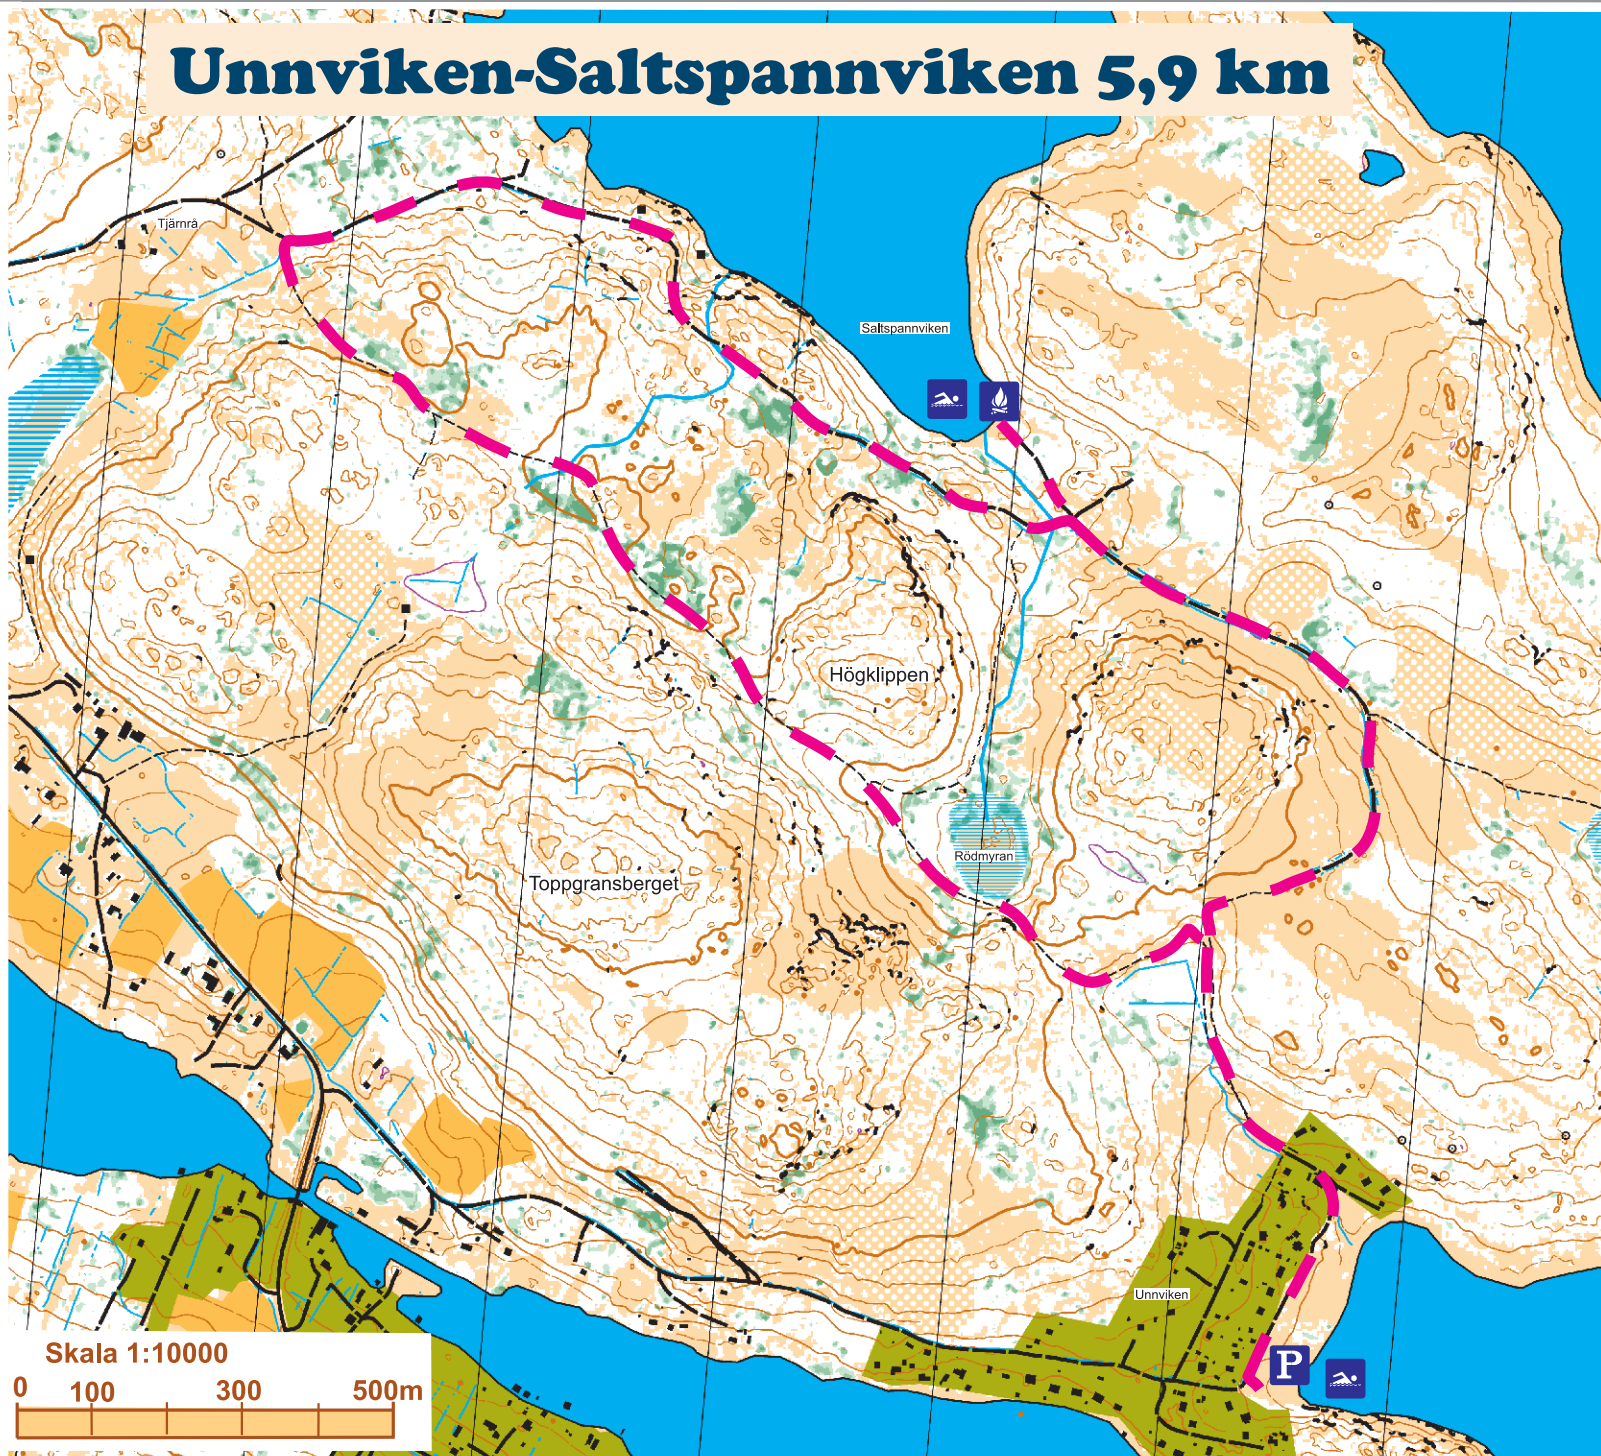 Unnviken-Saltspannviken 5,9 km
Tjärnrå
Saltspannviken
Högklippen
Rödmyran
Toppgransberget
Unnviken
P
Skala 1:10000
0 100 300 500m